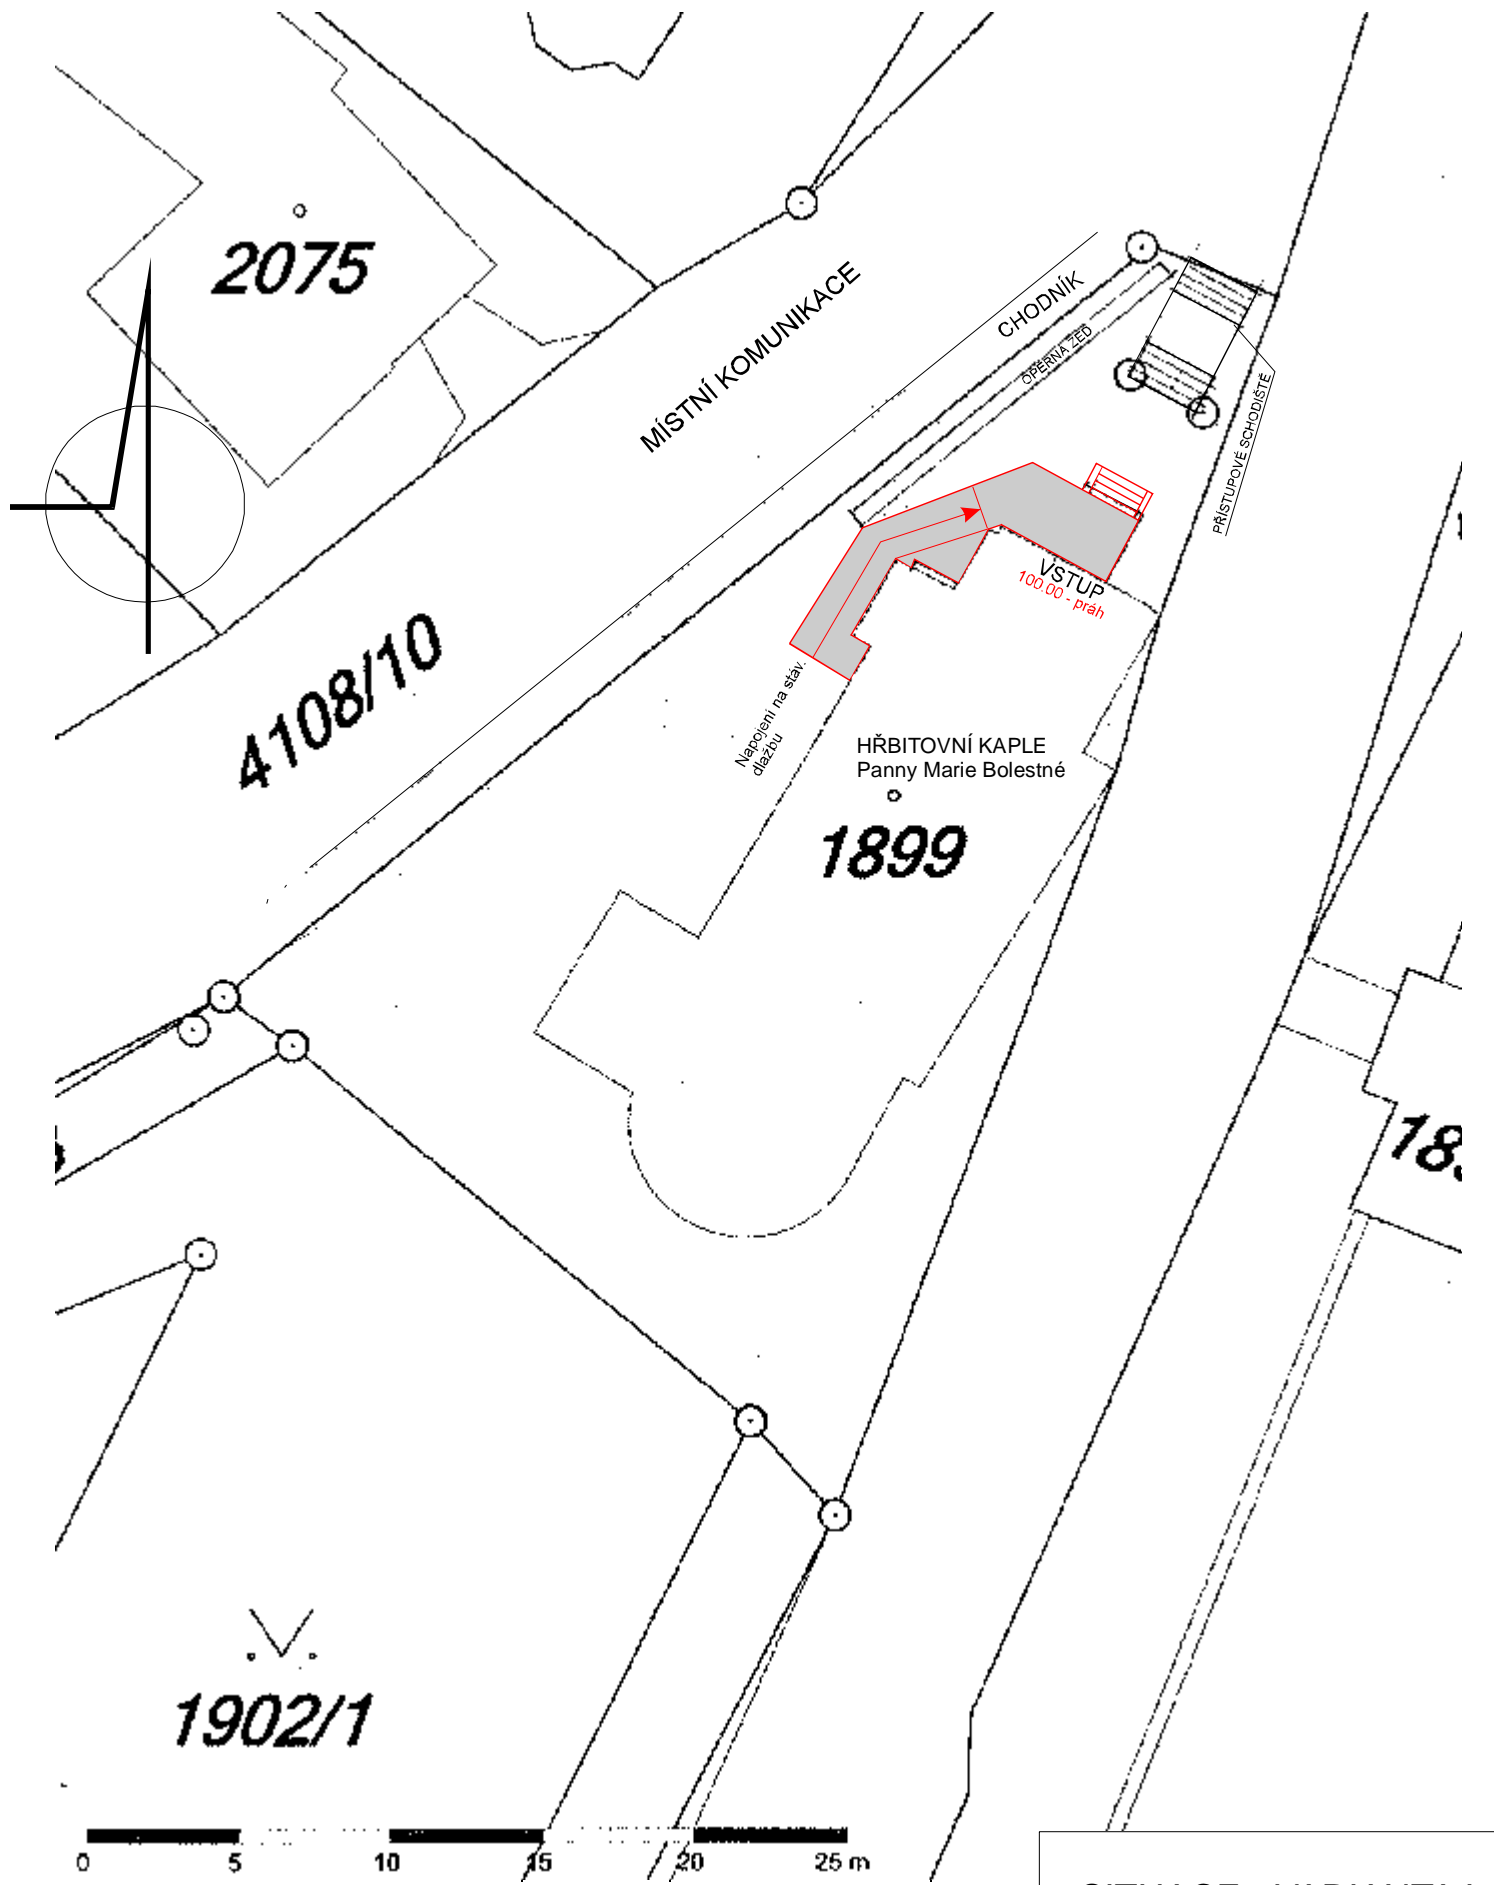 2075
MÍSTNÍ KOMUNIKACE
CHODNÍK
OPĚRNÁ ZEĎ
PŘÍSTUPOVÉ SCHODIŠTĚ
VSTUP
100.00 - práh
4108/10
Napojení na stáv.
dlažbu
HŘBITOVNÍ KAPLE
Panny Marie Bolestné
1899
1902/1
0 5 10 15 20 25 m